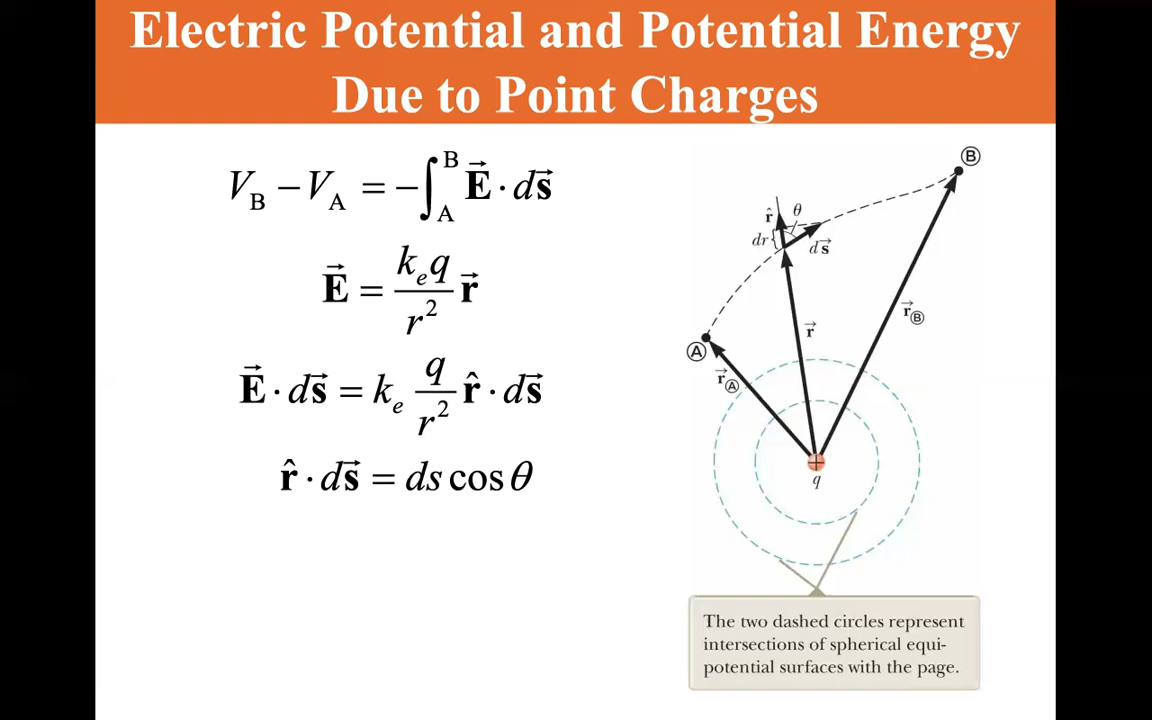 Electric Potential and Potential Energy
Due to Point Charges
V_B − V_A = −∫_A^B E⃗ · ds⃗
E⃗ = k_e q / r² r⃗
E⃗ · ds⃗ = k_e q / r² r̂ · ds⃗
r̂ · ds⃗ = ds cos θ
Ⓑ
r̂ θ
dr { ds⃗
r⃗_Ⓑ
r⃗
Ⓐ
r⃗_Ⓐ
+
q
The two dashed circles represent
intersections of spherical equi-
potential surfaces with the page.